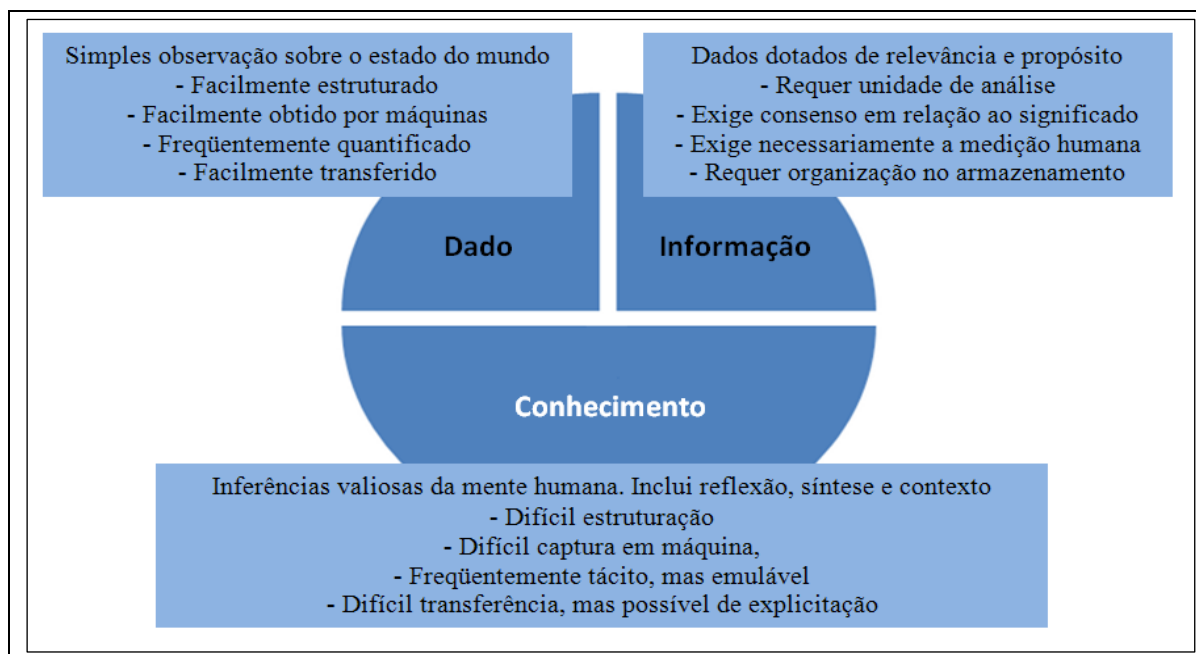 Simples observação sobre o estado do mundo
- Facilmente estruturado
- Facilmente obtido por máquinas
- Freqüentemente quantificado
- Facilmente transferido
Dados dotados de relevância e propósito
- Requer unidade de análise
- Exige consenso em relação ao significado
- Exige necessariamente a medição humana
- Requer organização no armazenamento
Dado
Informação
Conhecimento
Inferências valiosas da mente humana. Inclui reflexão, síntese e contexto
- Difícil estruturação
- Difícil captura em máquina,
- Freqüentemente tácito, mas emulável
- Difícil transferência, mas possível de explicitação